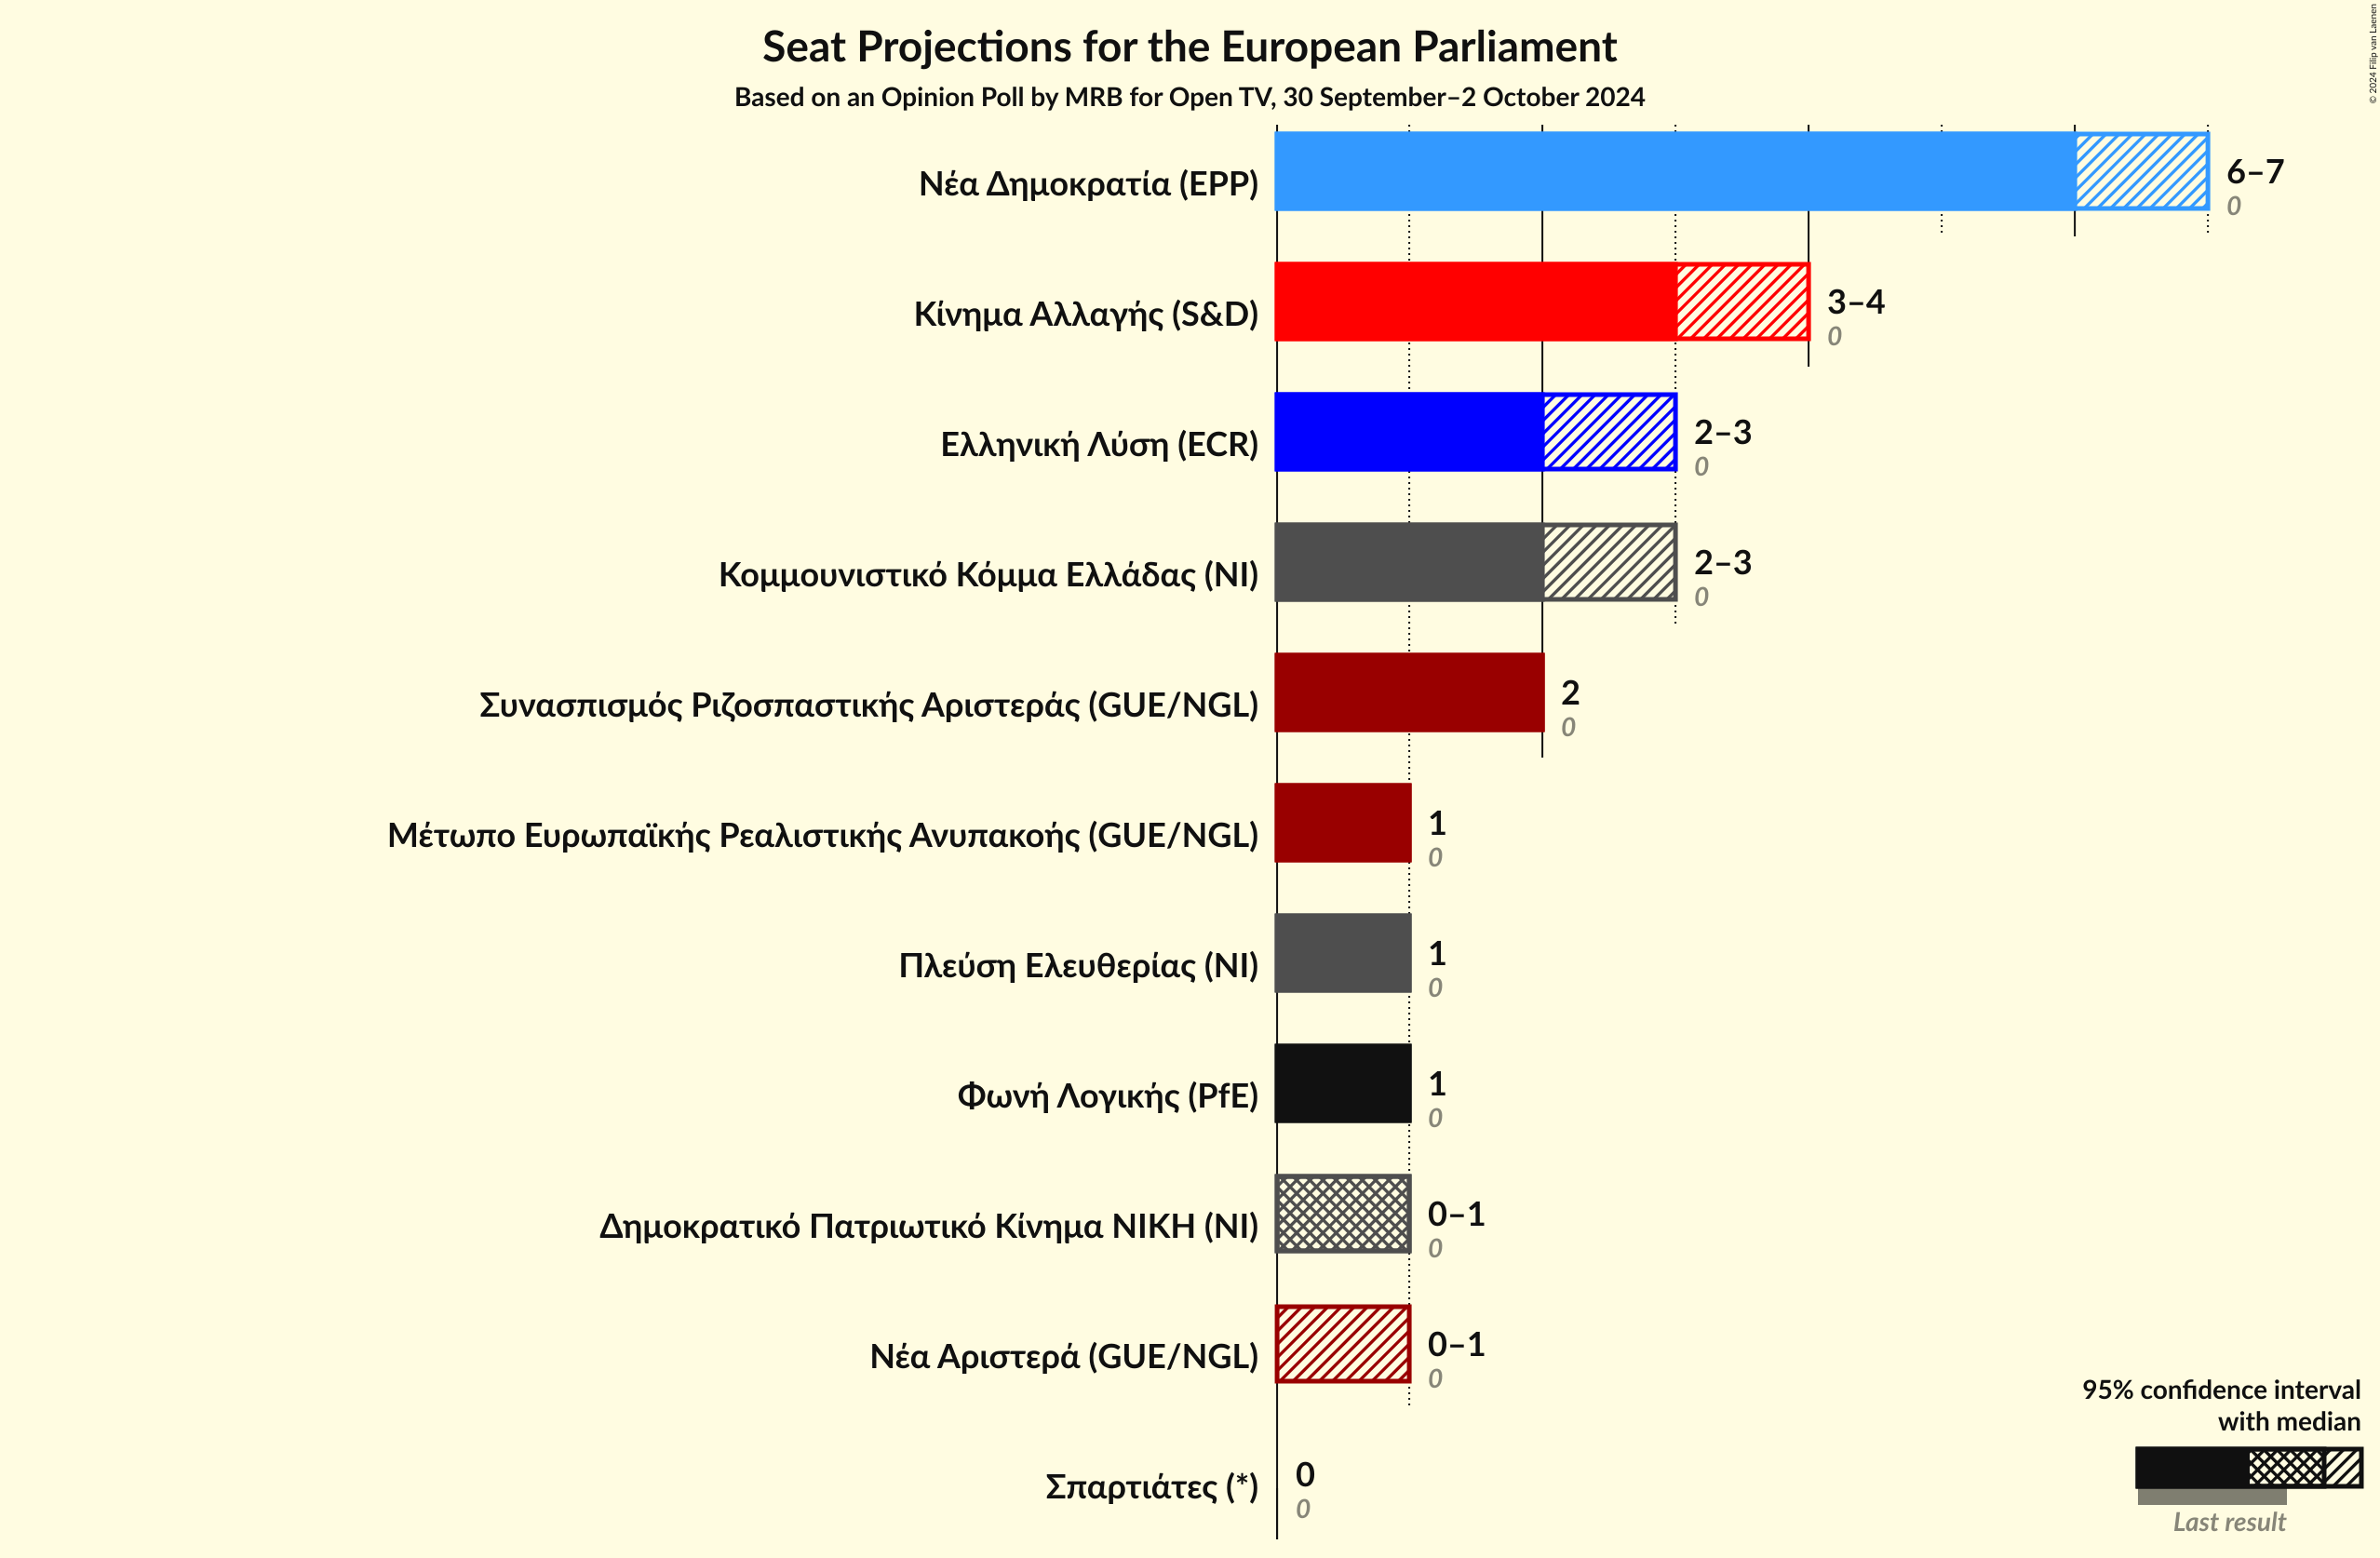 Seat Projections for the European Parliament
Based on an Opinion Poll by MRB for Open TV, 30 September–2 October 2024
© 2024 Filip van Laenen
Νέα Δημοκρατία (EPP)
6–7
0
Κίνημα Αλλαγής (S&D)
3–4
0
Ελληνική Λύση (ECR)
2–3
0
Κομμουνιστικό Κόμμα Ελλάδας (NI)
2–3
0
Συνασπισμός Ριζοσπαστικής Αριστεράς (GUE/NGL)
2
0
Μέτωπο Ευρωπαϊκής Ρεαλιστικής Ανυπακοής (GUE/NGL)
1
0
Πλεύση Ελευθερίας (NI)
1
0
Φωνή Λογικής (PfE)
1
0
Δημοκρατικό Πατριωτικό Κίνημα ΝΙΚΗ (NI)
0–1
0
Νέα Αριστερά (GUE/NGL)
0–1
0
Σπαρτιάτες (*)
0
0
95% confidence interval
with median
Last result